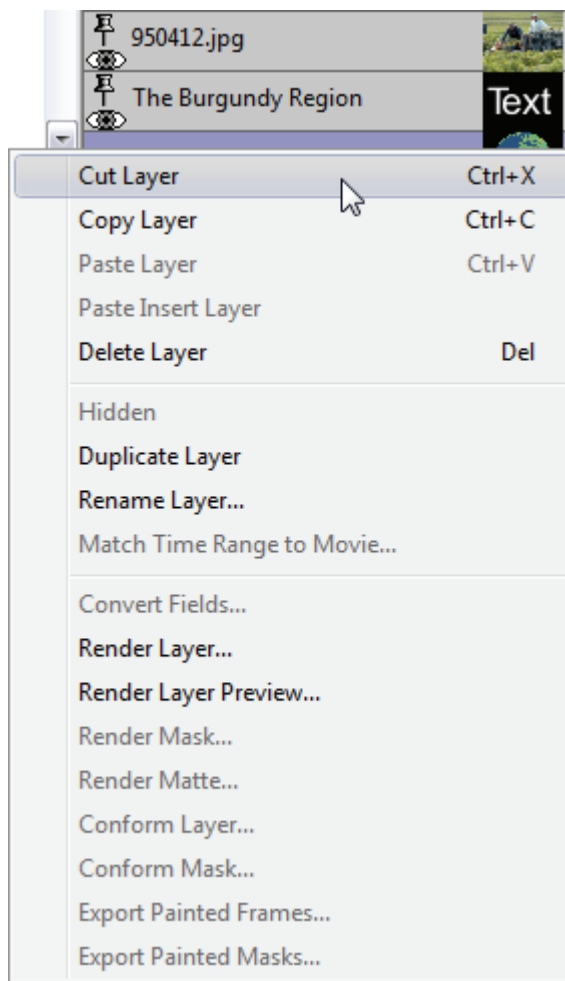 950412.jpg
The Burgundy Region Text
Cut Layer Ctrl+X
Copy Layer Ctrl+C
Paste Layer Ctrl+V
Paste Insert Layer
Delete Layer Del
Hidden
Duplicate Layer
Rename Layer...
Match Time Range to Movie...
Convert Fields...
Render Layer...
Render Layer Preview...
Render Mask...
Render Matte...
Conform Layer...
Conform Mask...
Export Painted Frames...
Export Painted Masks...